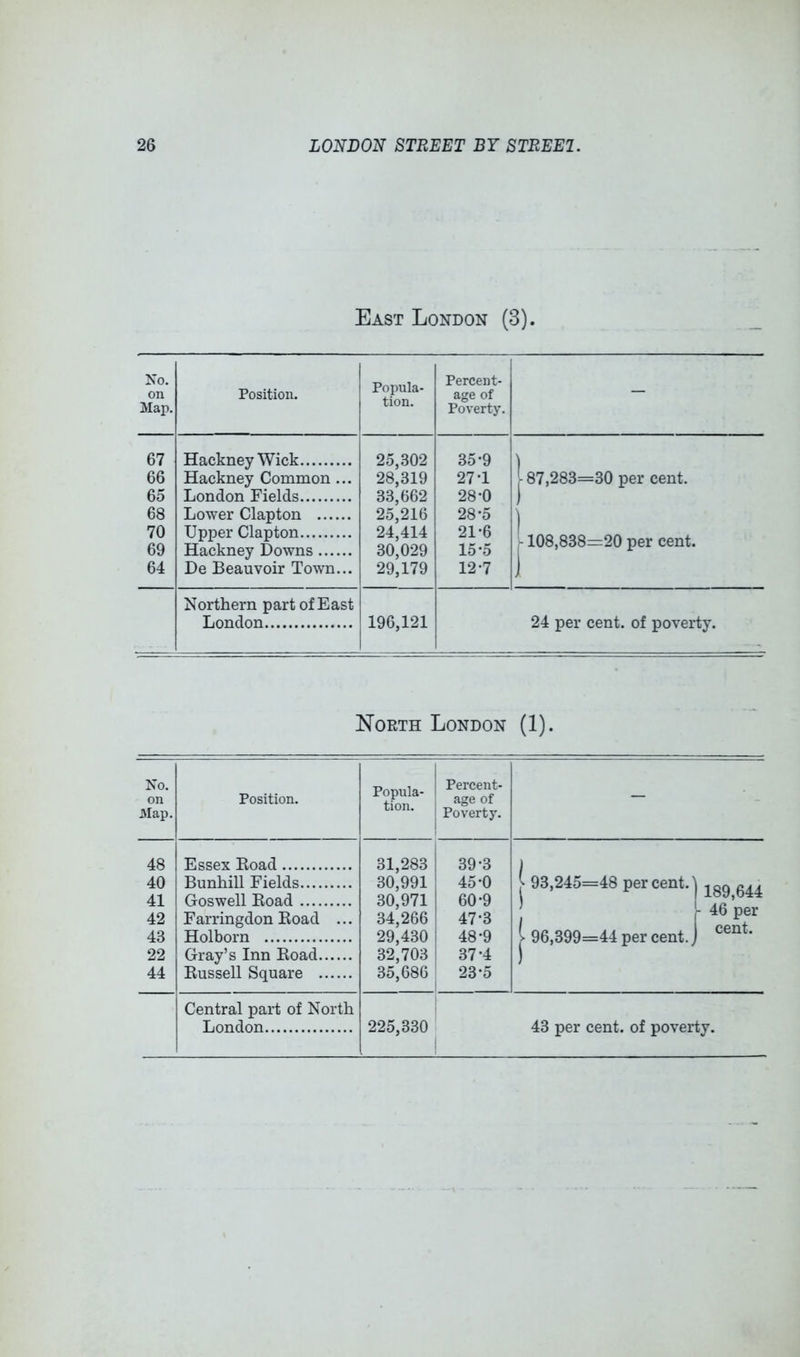 26 LONDON STREET BY STREET.
EAST LONDON (3).
No. on Map. Position. Popula- tion. Percent- age of Poverty. —
67 Hackney Wick.......... 25,302 35·9
66 Hackney Common ... 28,319 27·1 87,283=30 per cent.
65 London Fields.......... 33,662 28·0
68 Lower Clapton ...... 25,216 28·5
70 Upper Clapton.......... 24,414 21·6
69 Hackney Downs ...... 30,029 15·5 108,838=20 per cent.
64 De Beauvoir Town... 29,179 12·7
Northern part of East
London................ 196,121 24 per cent. of poverty.
NORTH LONDON (1).
No. on Map. Position. Popula- tion. Percent- age of Poverty. —
48 Essex Road ............. 31,283 39·3
40 Bunhill Fields.......... 30,991 45·0 93,245=48 per cent. 189,644
41 Goswell Road .......... 30,971 60·9
42 Farringdon Road ... 34,266 47·3 46 per
43 Holborn ................ 29,430 48·9 96,399=44 per cent. cent.
22 Gray's Inn Road...... 32,703 37·4
44 Russell Square ...... 35,686 23·5
Central part of North
London................ 225,330 43 per cent. of poverty.